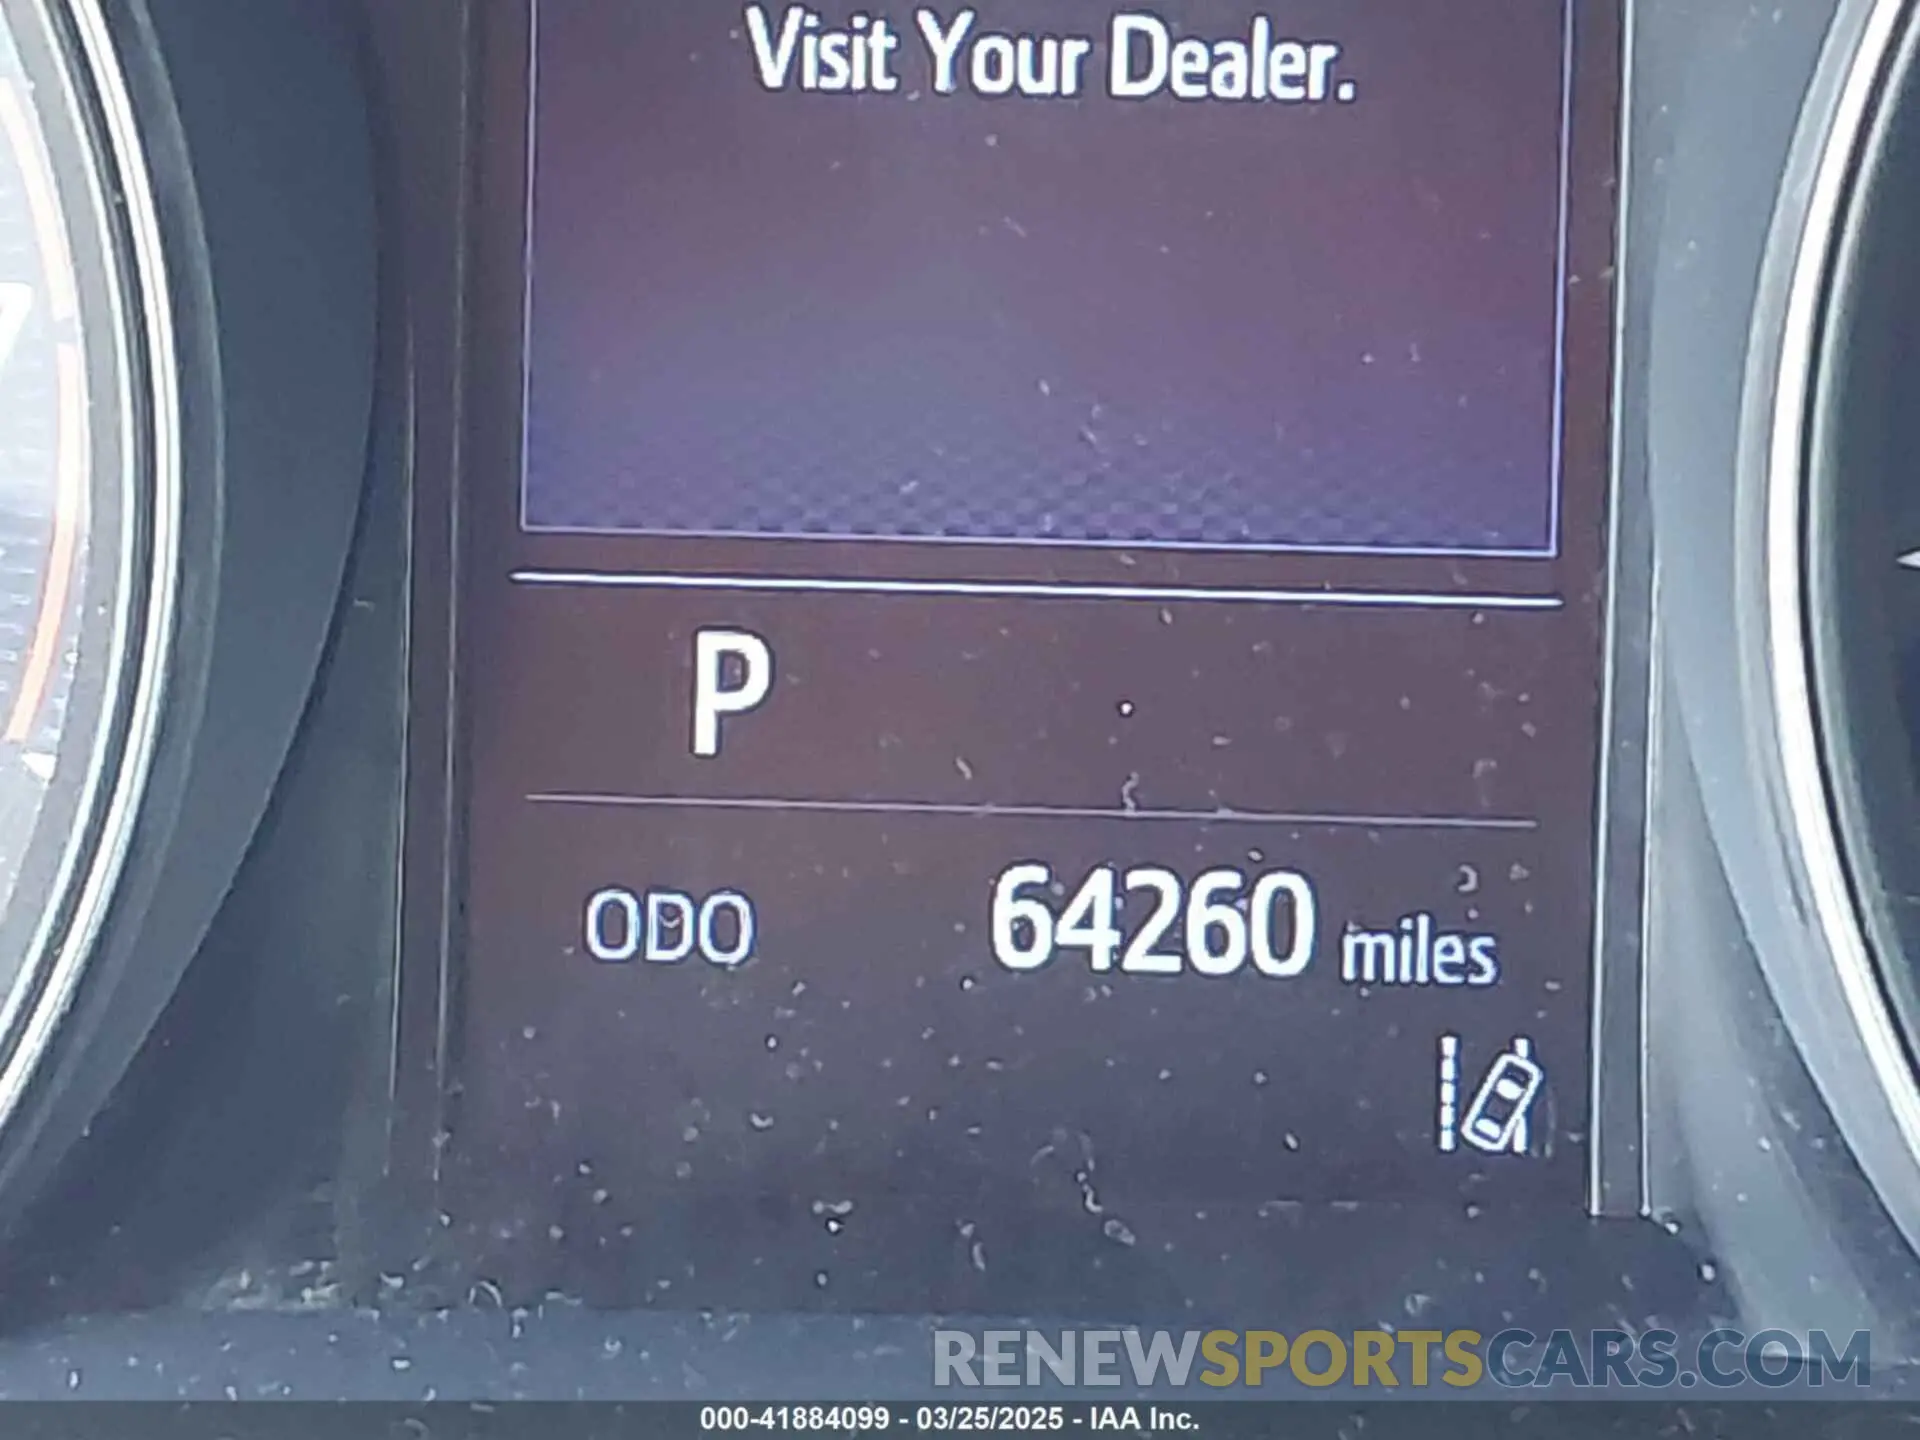 Visit Your Dealer.
P
ODO 64260 miles
RENEWSPORTSCARS.COM
000-41884099 - 03/25/2025 - IAA Inc.